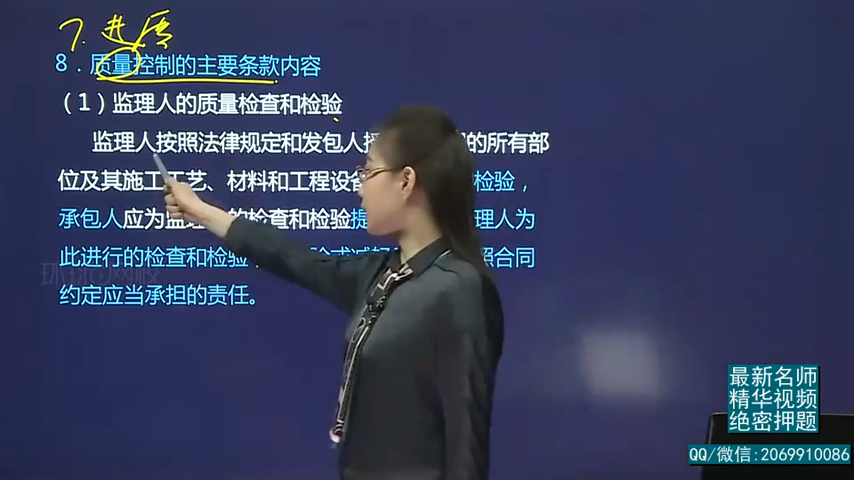 7.进度
8．质量控制的主要条款内容
（1）监理人的质量检查和检验
监理人按照法律规定和发包人授的所有部
位及其施工工艺、材料和工程设备检验，
承包人应为监理的检查和检验提理人为
此进行的检查和检验照合同
约定应当承担的责任。
环球网校
最新名师
精华视频
绝密押题
QQ/微信:2069910086